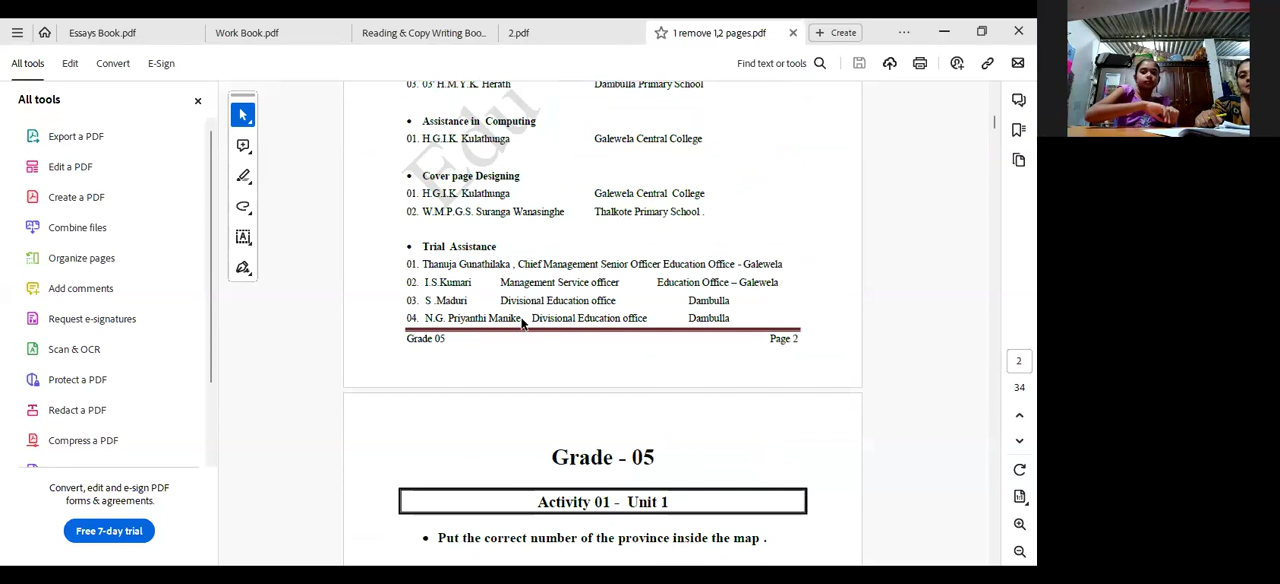 Essays Book.pdf
Work Book.pdf
Reading & Copy Writing Boo...
2.pdf
1 remove 1,2 pages.pdf
Create
All tools
Edit
Convert
E-Sign
Find text or tools
All tools
Export a PDF
Edit a PDF
Create a PDF
Combine files
Organize pages
Add comments
Request e-signatures
Scan & OCR
Protect a PDF
Redact a PDF
Compress a PDF
Convert, edit and e-sign PDF
forms & agreements.
Free 7-day trial
03. 03' H.M.Y.K. Herath Dambulla Primary School
• Assistance in Computing
01. H.G.I.K. Kulathunga Galewela Central College
• Cover page Designing
01. H.G.I.K. Kulathunga Galewela Central College
02. W.M.P.G.S. Suranga Wanasinghe Thalkote Primary School .
• Trial Assistance
01. Thanuja Gunathilaka , Chief Management Senior Officer Education Office - Galewela
02. I.S.Kumari Management Service officer Education Office – Galewela
03. S .Maduri Divisional Education office Dambulla
04. N.G. Priyanthi Manike Divisional Education office Dambulla
Grade 05 Page 2
Edu
Grade - 05
Activity 01 - Unit 1
• Put the correct number of the province inside the map .
2
34